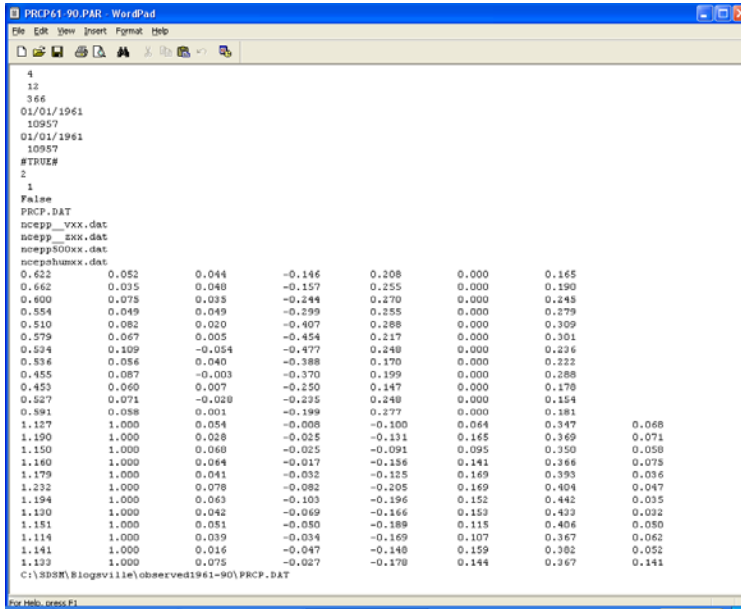 PRCP61-90.PAR - WordPad
File Edit View Insert Format Help
4
12
366
01/01/1961
10957
01/01/1961
10957
#TRUE#
2
1
False
PRCP.DAT
ncepp__vxx.dat
ncepp__zxx.dat
ncepp500xx.dat
ncepshumxx.dat
0.622 0.052 0.044 -0.146 0.208 0.000 0.165
0.662 0.035 0.048 -0.157 0.255 0.000 0.190
0.600 0.075 0.035 -0.244 0.270 0.000 0.245
0.554 0.049 0.049 -0.299 0.255 0.000 0.279
0.510 0.082 0.020 -0.407 0.288 0.000 0.309
0.579 0.067 0.005 -0.454 0.217 0.000 0.301
0.534 0.109 -0.054 -0.477 0.248 0.000 0.236
0.536 0.056 0.040 -0.388 0.170 0.000 0.222
0.455 0.087 -0.003 -0.370 0.199 0.000 0.288
0.453 0.060 0.007 -0.250 0.147 0.000 0.178
0.527 0.071 -0.028 -0.235 0.248 0.000 0.154
0.591 0.058 0.001 -0.199 0.277 0.000 0.181
1.127 1.000 0.054 -0.008 -0.100 0.064 0.347 0.068
1.190 1.000 0.028 -0.025 -0.131 0.165 0.369 0.071
1.150 1.000 0.068 -0.025 -0.091 0.095 0.350 0.058
1.160 1.000 0.064 -0.017 -0.156 0.141 0.366 0.075
1.179 1.000 0.041 -0.032 -0.125 0.169 0.393 0.036
1.232 1.000 0.078 -0.082 -0.205 0.169 0.404 0.047
1.194 1.000 0.063 -0.103 -0.196 0.152 0.442 0.035
1.130 1.000 0.042 -0.069 -0.166 0.153 0.433 0.032
1.151 1.000 0.051 -0.050 -0.189 0.115 0.406 0.050
1.114 1.000 0.039 -0.034 -0.169 0.107 0.367 0.062
1.141 1.000 0.016 -0.047 -0.148 0.159 0.382 0.052
1.133 1.000 0.075 -0.027 -0.178 0.144 0.367 0.141
C:\SDSM\Blogsville\observed1961-90\PRCP.DAT
For Help, press F1